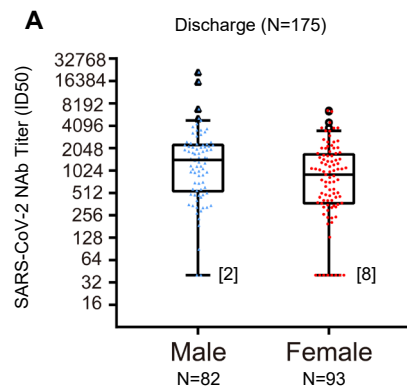 A
Discharge (N=175)
SARS-CoV-2 NAb Titer (ID50)
32768
16384
8192
4096
2048
1024
512
256
128
64
32
16
[2]
[8]
Male
Female
N=82
N=93